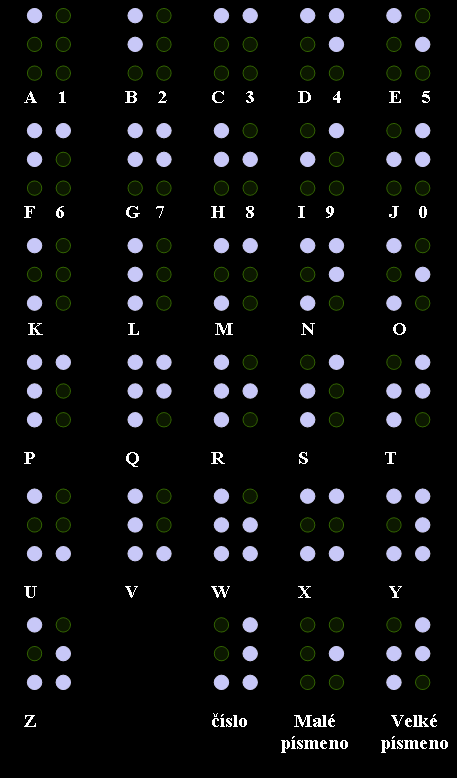 A 1 B 2 C 3 D 4 E 5
F 6 G 7 H 8 I 9 J 0
K L M N O
P Q R S T
U V W X Y
Z číslo Malé písmeno Velké písmeno